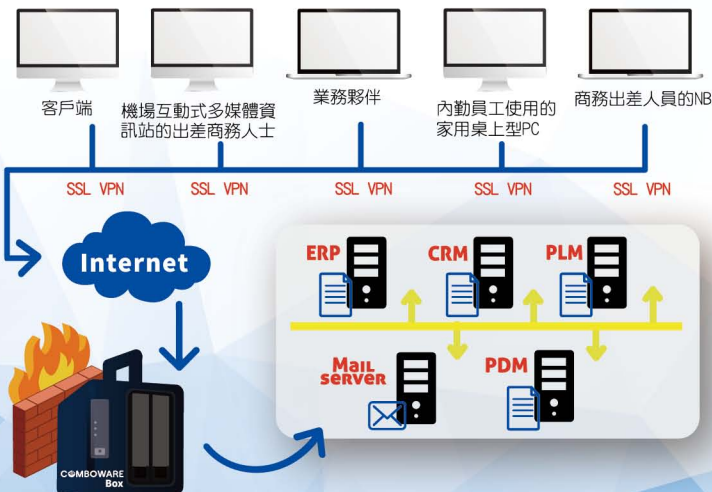 客戶端
機場互動式多媒體資
訊站的出差商務人士
業務夥伴
內勤員工使用的
家用桌上型PC
商務出差人員的NB
SSL VPN
SSL VPN
SSL VPN
SSL VPN
SSL VPN
Internet
ERP
CRM
PLM
MAIL
SERVER
PDM
COMBOWARE
Box